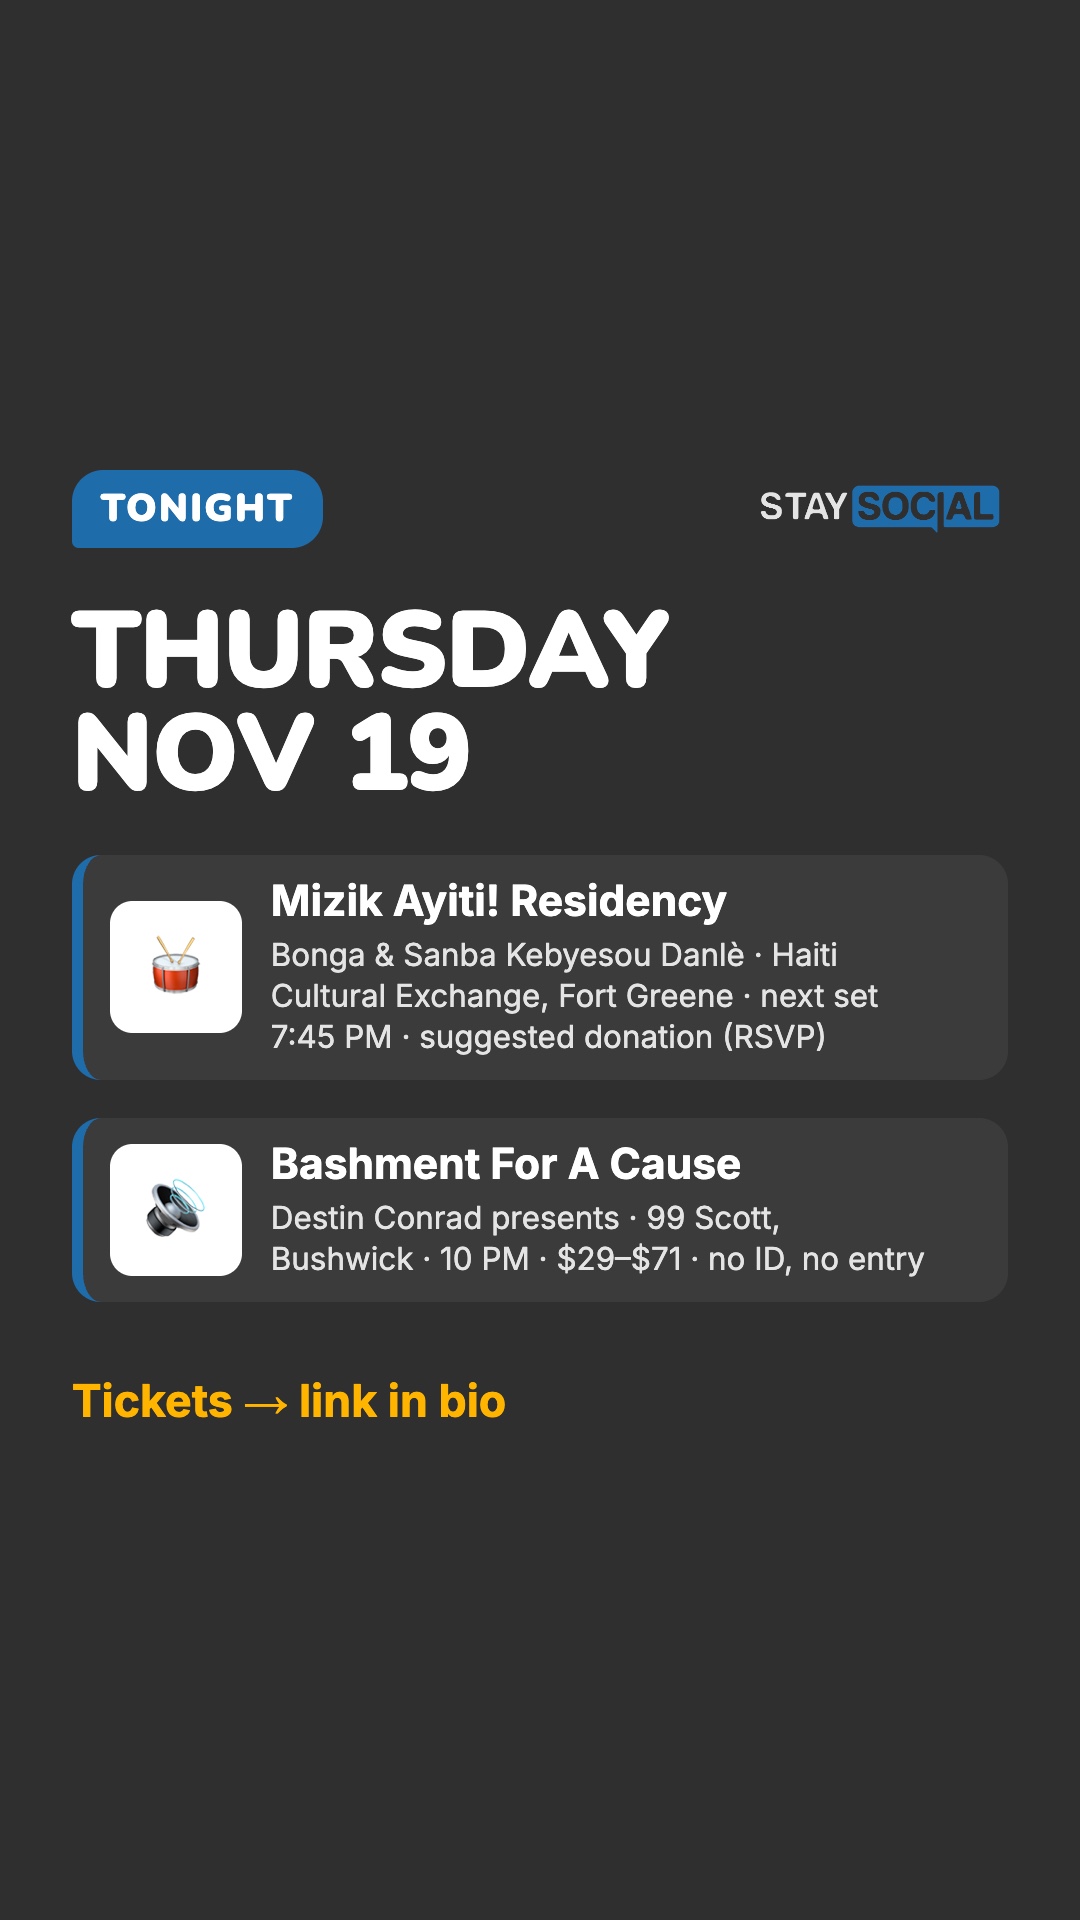 TONIGHT
STAY SOCIAL
THURSDAY
NOV 19
Mizik Ayiti! Residency
Bonga & Sanba Kebyesou Danlè · Haiti
Cultural Exchange, Fort Greene · next set
7:45 PM · suggested donation (RSVP)
Bashment For A Cause
Destin Conrad presents · 99 Scott,
Bushwick · 10 PM · $29–$71 · no ID, no entry
Tickets → link in bio